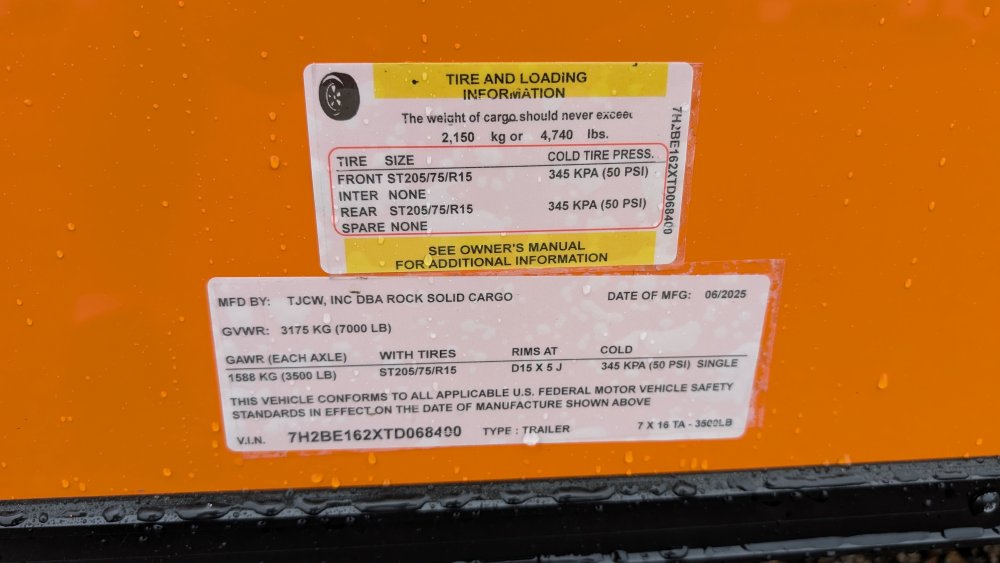 TIRE AND LOADING
INFORMATION
The weight of cargo should never exceed
2,150 kg or 4,740 lbs.
TIRE SIZE COLD TIRE PRESS.
FRONT ST205/75/R15 345 KPA (50 PSI)
INTER NONE
REAR ST205/75/R15 345 KPA (50 PSI)
SPARE NONE
SEE OWNER'S MANUAL
FOR ADDITIONAL INFORMATION
7H2BE162XTD068400
MFD BY: TJCW, INC DBA ROCK SOLID CARGO DATE OF MFG: 06/2025
GVWR: 3175 KG (7000 LB)
GAWR (EACH AXLE) WITH TIRES RIMS AT COLD
1588 KG (3500 LB) ST205/75/R15 D15 X 5 J 345 KPA (50 PSI) SINGLE
THIS VEHICLE CONFORMS TO ALL APPLICABLE U.S. FEDERAL MOTOR VEHICLE SAFETY
STANDARDS IN EFFECT ON THE DATE OF MANUFACTURE SHOWN ABOVE
V.I.N. 7H2BE162XTD068400 TYPE : TRAILER 7 X 16 TA - 3500LB